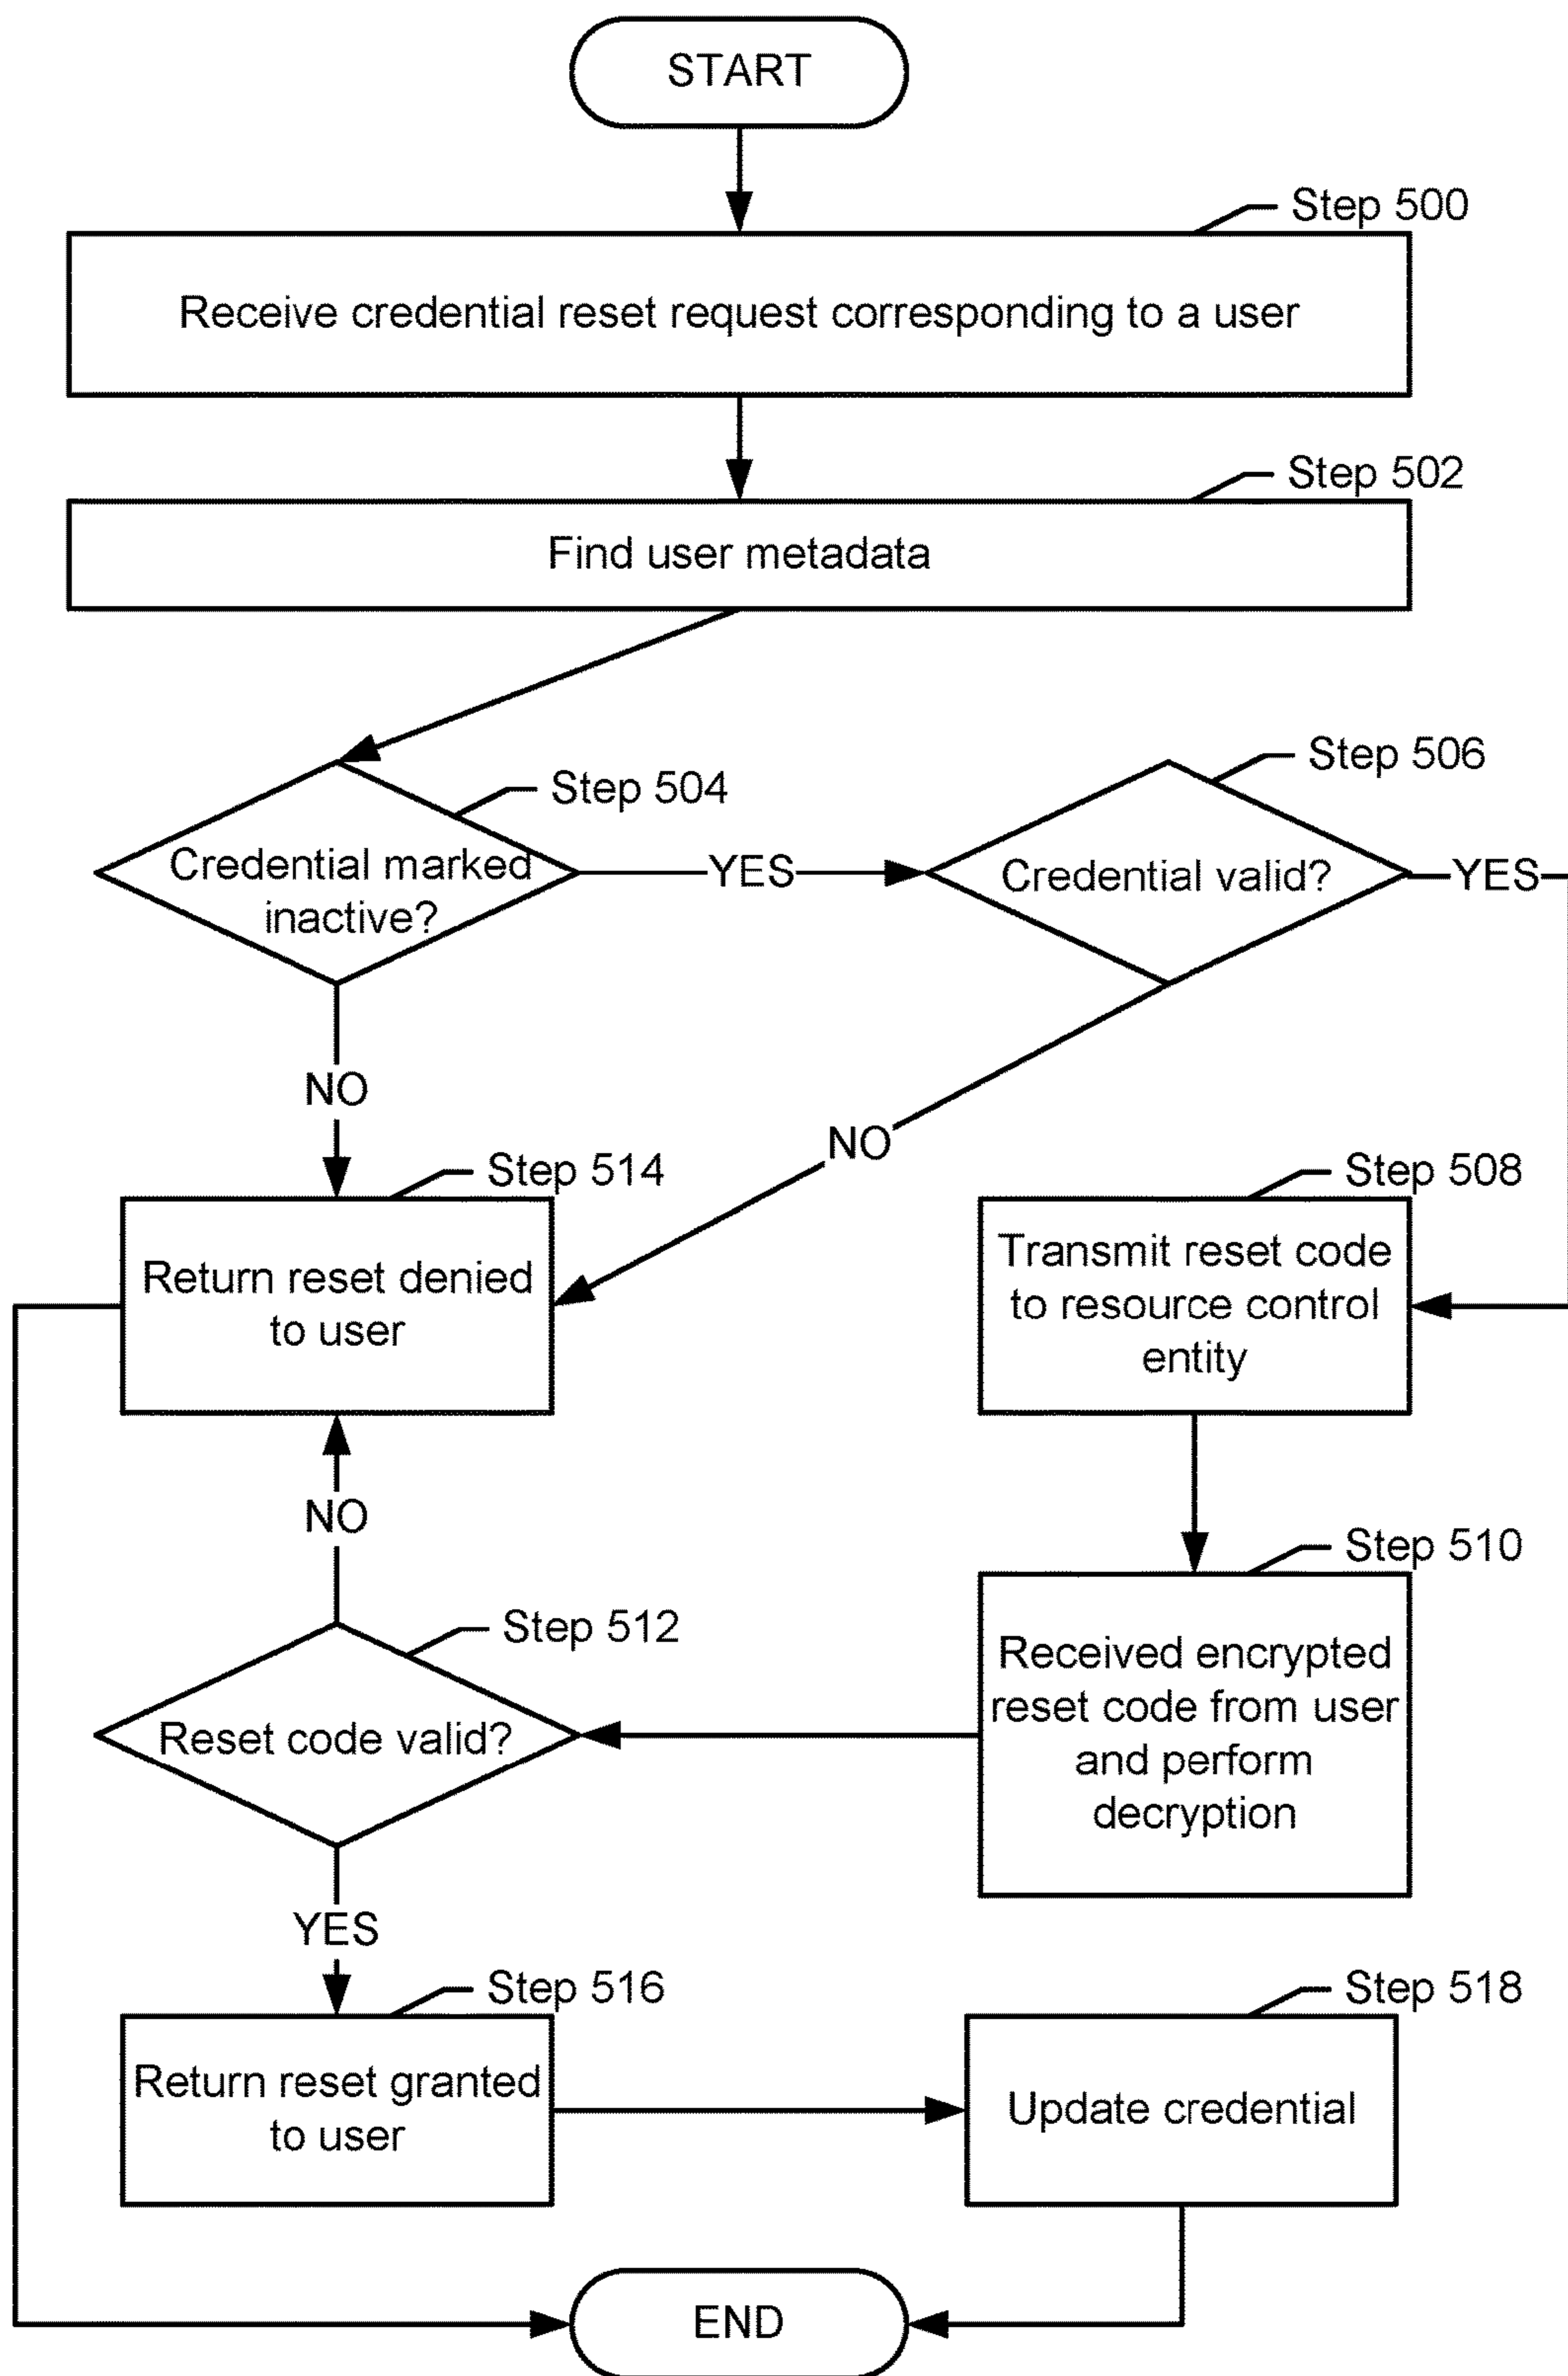 START
Step 500
Receive credential reset request corresponding to a user
Step 502
Find user metadata
Step 504
Credential marked
inactive?
YES
Step 506
Credential valid?
YES
NO
NO
Step 514
Return reset denied
to user
Step 508
Transmit reset code
to resource control
entity
NO
Step 510
Received encrypted
reset code from user
and perform
decryption
Step 512
Reset code valid?
YES
Step 516
Return reset granted
to user
Step 518
Update credential
END